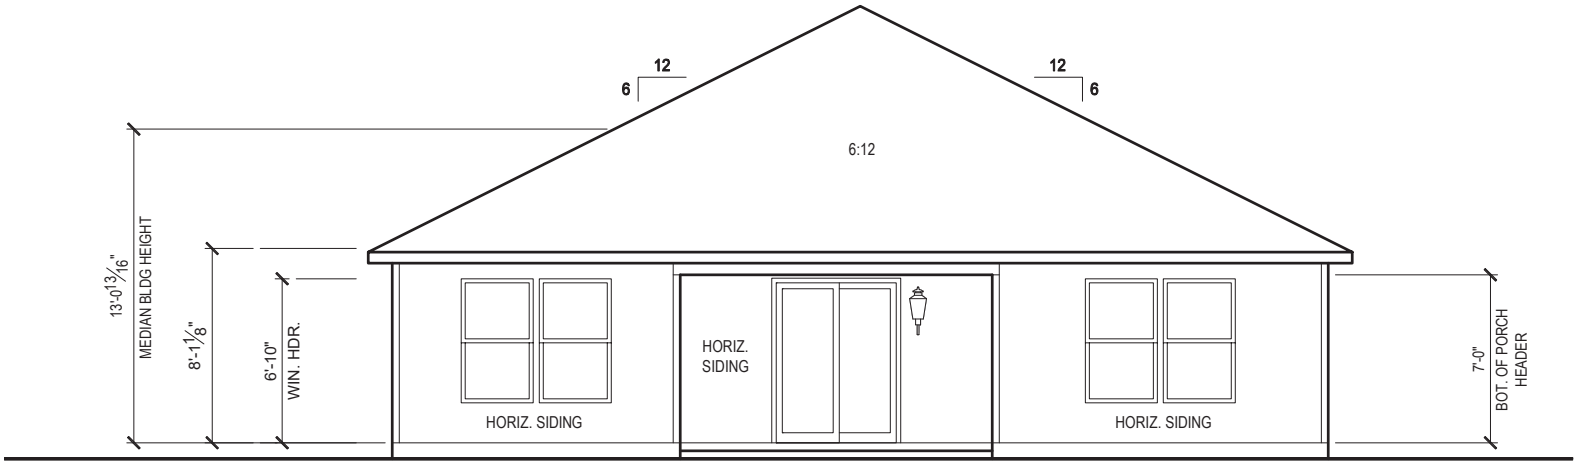 12
6
12
6
6:12
13'-0 13/16"
MEDIAN BLDG HEIGHT
8'-1 1/8"
6'-10"
WIN. HDR.
HORIZ.
SIDING
HORIZ. SIDING
HORIZ. SIDING
7'-0"
BOT. OF PORCH
HEADER